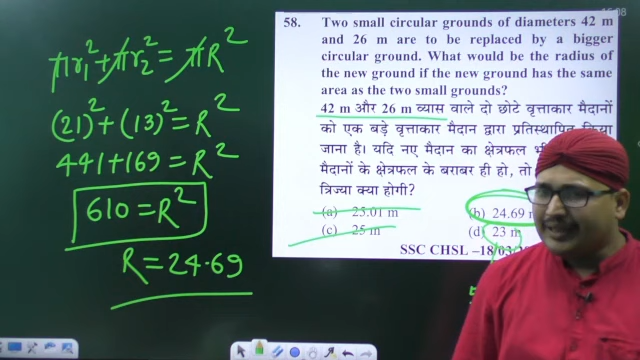 πr₁² + πr₂² = πR²
(21)² + (13)² = R²
441 + 169 = R²
610 = R²
R = 24.69
15:08
58. Two small circular grounds of diameters 42 m
and 26 m are to be replaced by a bigger
circular ground. What would be the radius of
the new ground if the new ground has the same
area as the two small grounds?
42 m और 26 m व्यास वाले दो छोटे वृत्ताकार मैदानों
को एक बड़े वृत्ताकार मैदान द्वारा प्रतिस्थापित किया
जाना है। यदि नए मैदान का क्षेत्रफल
मैदानों के क्षेत्रफल के बराबर ही हो, तो
त्रिज्या क्या होगी?
(a) 25.01 m (b) 24.69
(c) 25 m (d) 23 m
SSC CHSL –18/03/